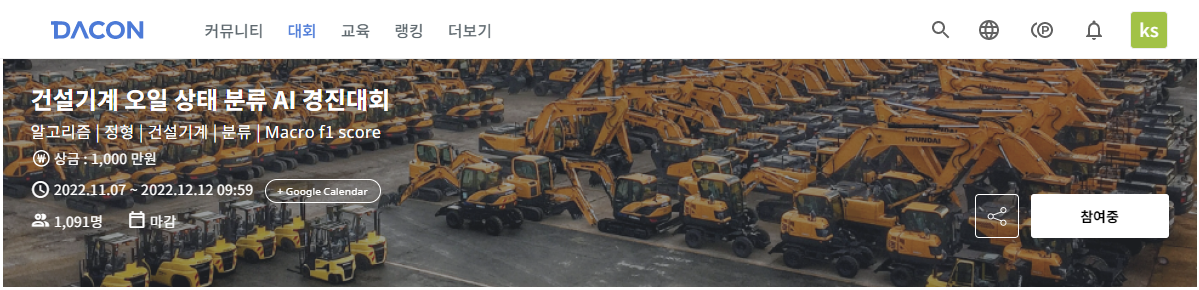 DACON 커뮤니티 대회 교육 랭킹 더보기 ks
건설기계 오일 상태 분류 AI 경진대회
알고리즘 | 정형 | 건설기계 | 분류 | Macro f1 score
상금 : 1,000 만원
2022.11.07 ~ 2022.12.12 09:59 + Google Calendar
1,091명 마감
참여중
HYUNDAI